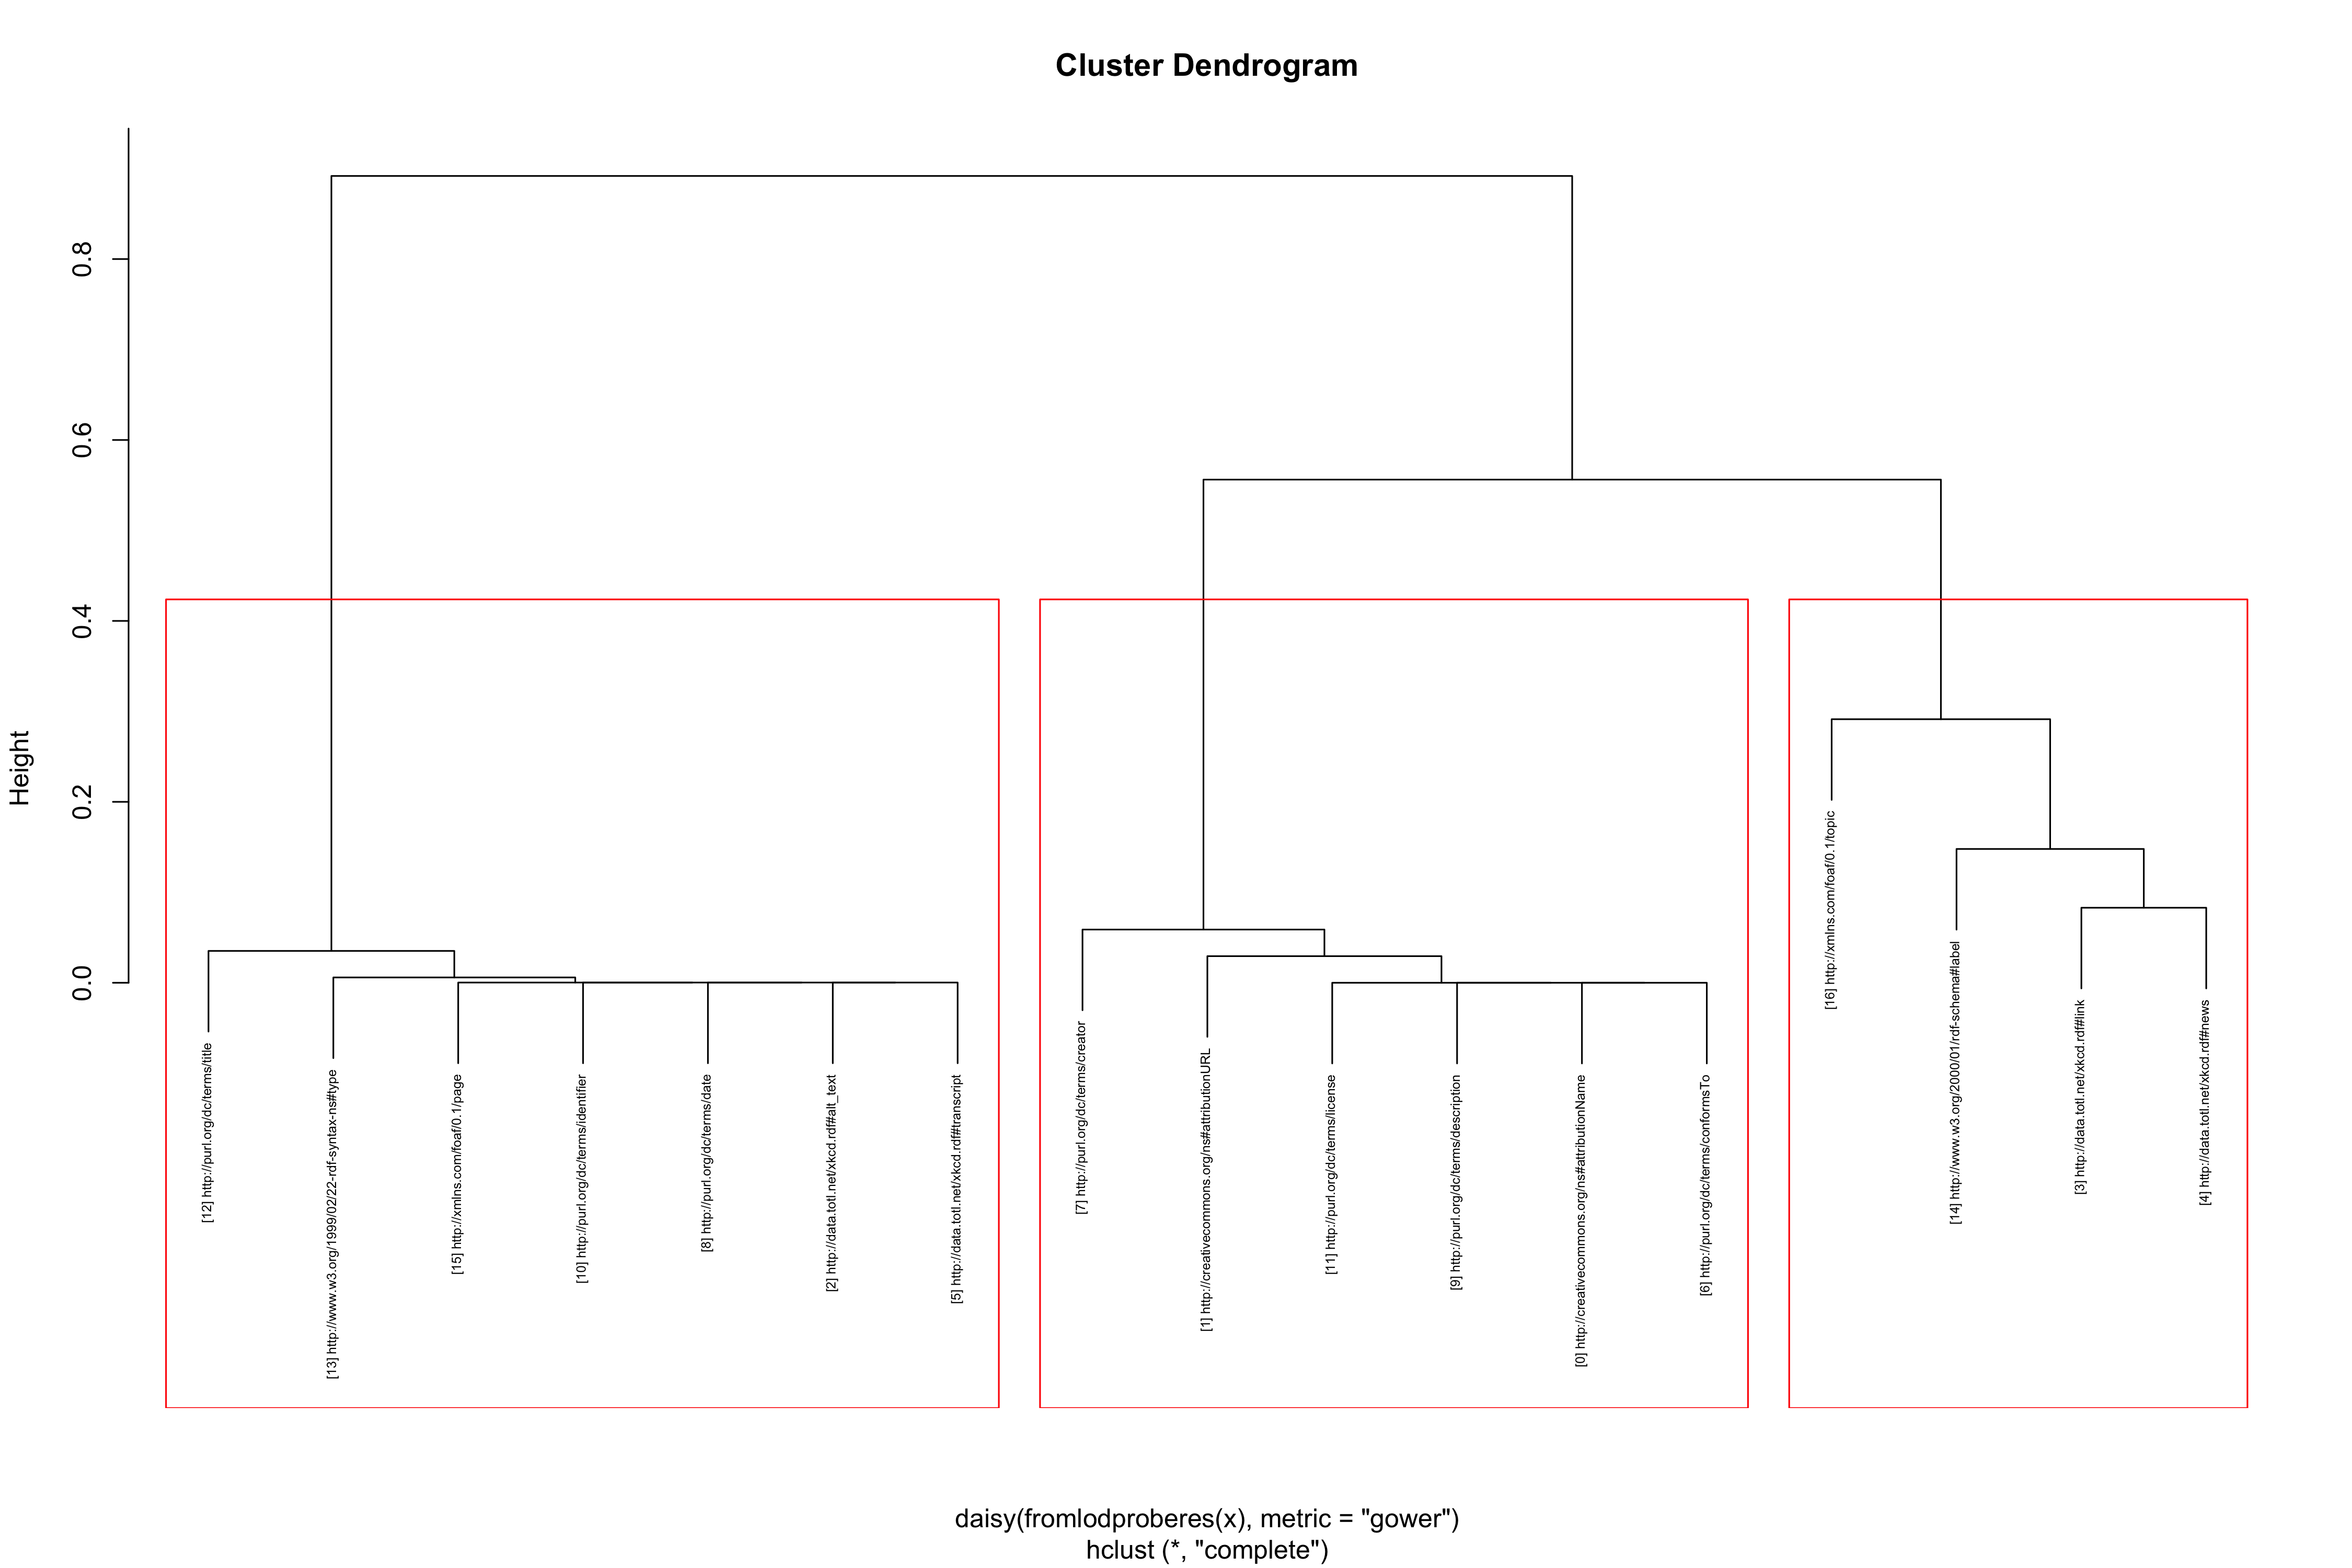 Cluster Dendrogram
Height
0.0
0.2
0.4
0.6
0.8
[12] http://purl.org/dc/terms/title
[13] http://www.w3.org/1999/02/22-rdf-syntax-ns#type
[15] http://xmlns.com/foaf/0.1/page
[10] http://purl.org/dc/terms/identifier
[8] http://purl.org/dc/terms/date
[2] http://data.totl.net/xkcd.rdf#alt_text
[5] http://data.totl.net/xkcd.rdf#transcript
[7] http://purl.org/dc/terms/creator
[1] http://creativecommons.org/ns#attributionURL
[11] http://purl.org/dc/terms/license
[9] http://purl.org/dc/terms/description
[0] http://creativecommons.org/ns#attributionName
[6] http://purl.org/dc/terms/conformsTo
[16] http://xmlns.com/foaf/0.1/topic
[14] http://www.w3.org/2000/01/rdf-schema#label
[3] http://data.totl.net/xkcd.rdf#link
[4] http://data.totl.net/xkcd.rdf#news
daisy(fromlodproberes(x), metric = "gower")
hclust (*, "complete")